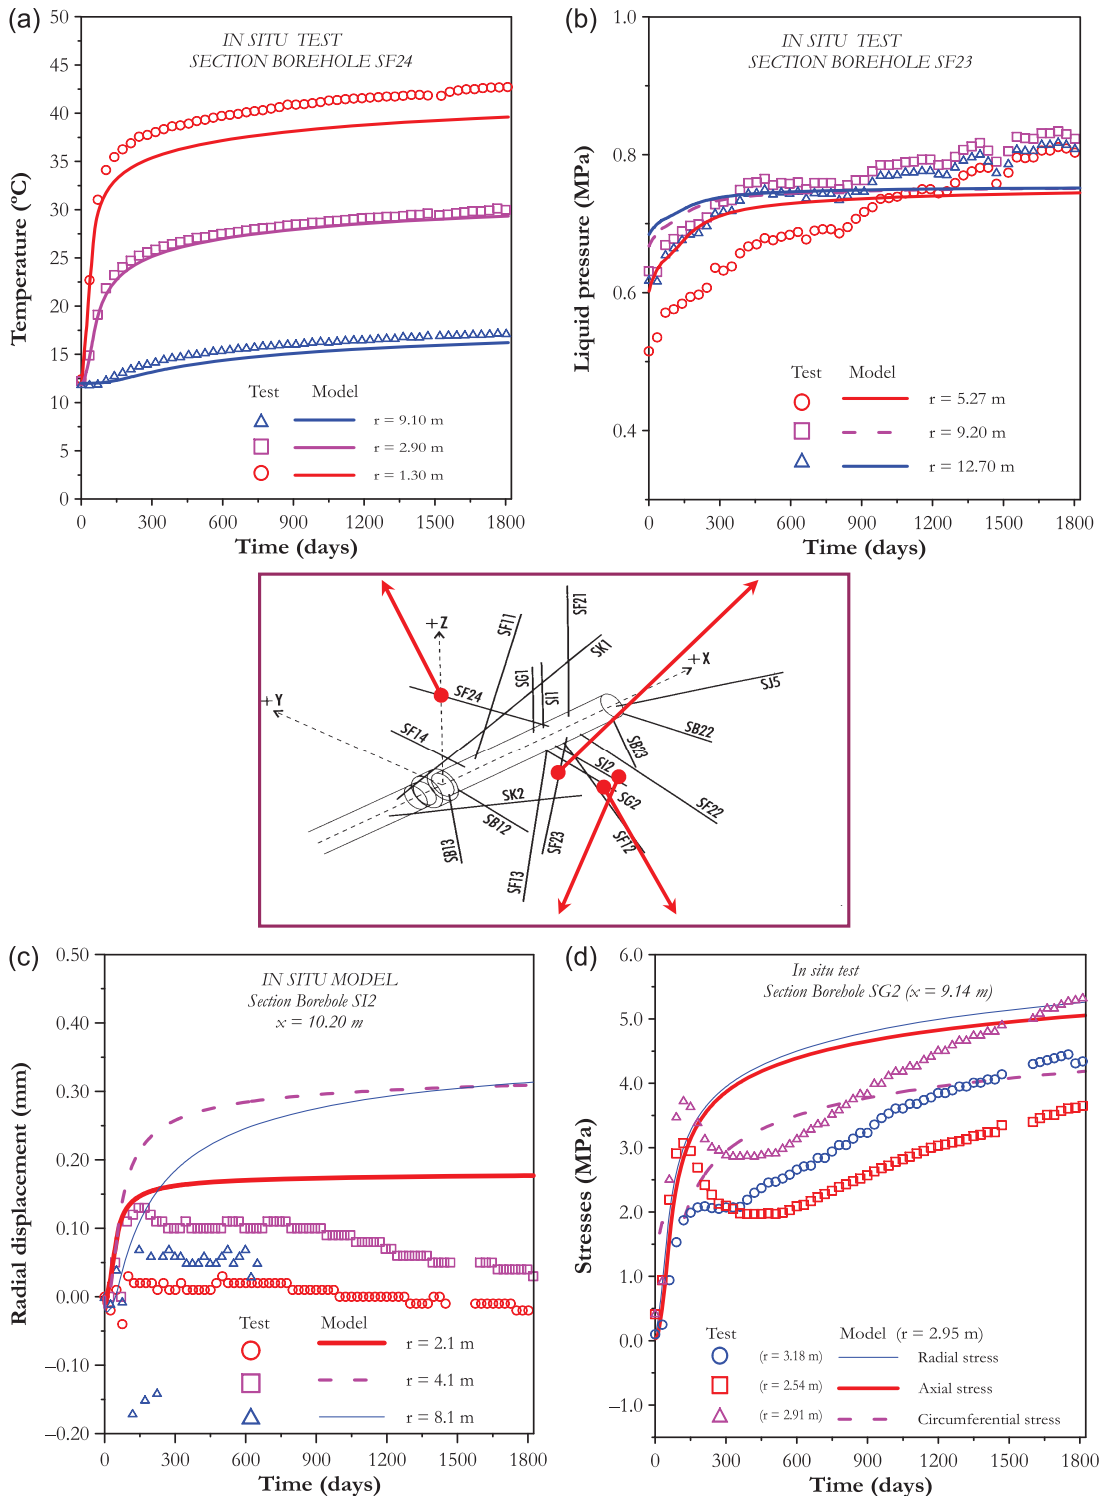 (a)
IN SITU TEST
SECTION BOREHOLE SF24
Temperature (ºC)
50
45
40
35
30
25
20
15
10
5
0
Test Model
r = 9.10 m
r = 2.90 m
r = 1.30 m
0 300 600 900 1200 1500 1800
Time (days)
(b)
IN SITU TEST
SECTION BOREHOLE SF23
Liquid pressure (MPa)
1.0
0.8
0.6
0.4
Test Model
r = 5.27 m
r = 9.20 m
r = 12.70 m
0 300 600 900 1200 1500 1800
Time (days)
+Z
+Y
+X
SF11
SF21
SK1
SG1
SI1
SF24
SF14
SJ5
SB22
SB23
SI2
SG2
SF22
SK2
SB12
SB13
SF23
SF12
SF13
(c)
IN SITU MODEL
Section Borehole SI2
x = 10.20 m
Radial displacement (mm)
0.50
0.40
0.30
0.20
0.10
0.00
–0.10
–0.20
Test Model
r = 2.1 m
r = 4.1 m
r = 8.1 m
0 300 600 900 1200 1500 1800
Time (days)
(d)
In situ test
Section Borehole SG2 (x = 9.14 m)
Stresses (MPa)
6.0
5.0
4.0
3.0
2.0
1.0
0.0
–1.0
Test Model (r = 2.95 m)
(r = 3.18 m) Radial stress
(r = 2.54 m) Axial stress
(r = 2.91 m) Circumferential stress
0 300 600 900 1200 1500 1800
Time (days)